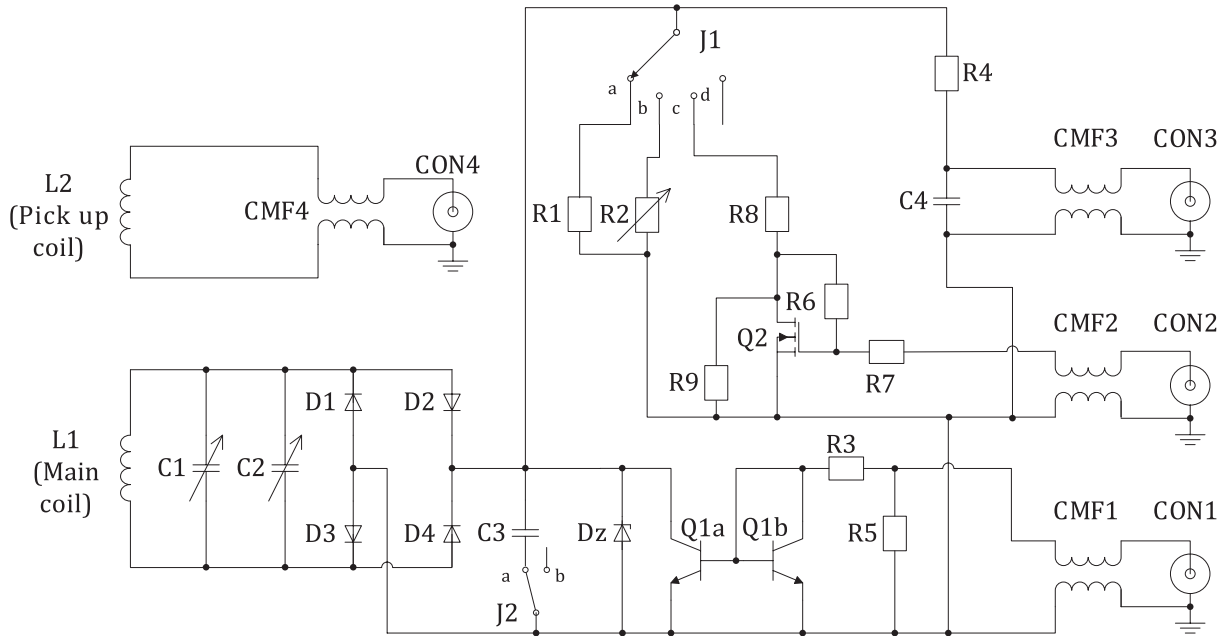 J1
R4
a
b
c
d
CMF3
CON3
CON4
L2
(Pick up
coil)
CMF4
R1
R2
R8
C4
R6
Q2
CMF2
CON2
R7
R9
D1
D2
L1
(Main
coil)
C1
C2
R3
D3
D4
C3
Dz
Q1a
Q1b
R5
CMF1
CON1
a
b
J2